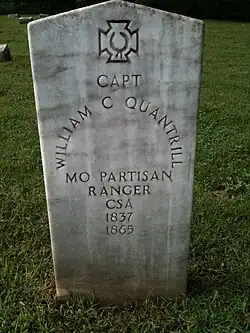 CAPT
WILLIAM C QUANTRILL
MO PARTISAN
RANGER
CSA
1837
1865